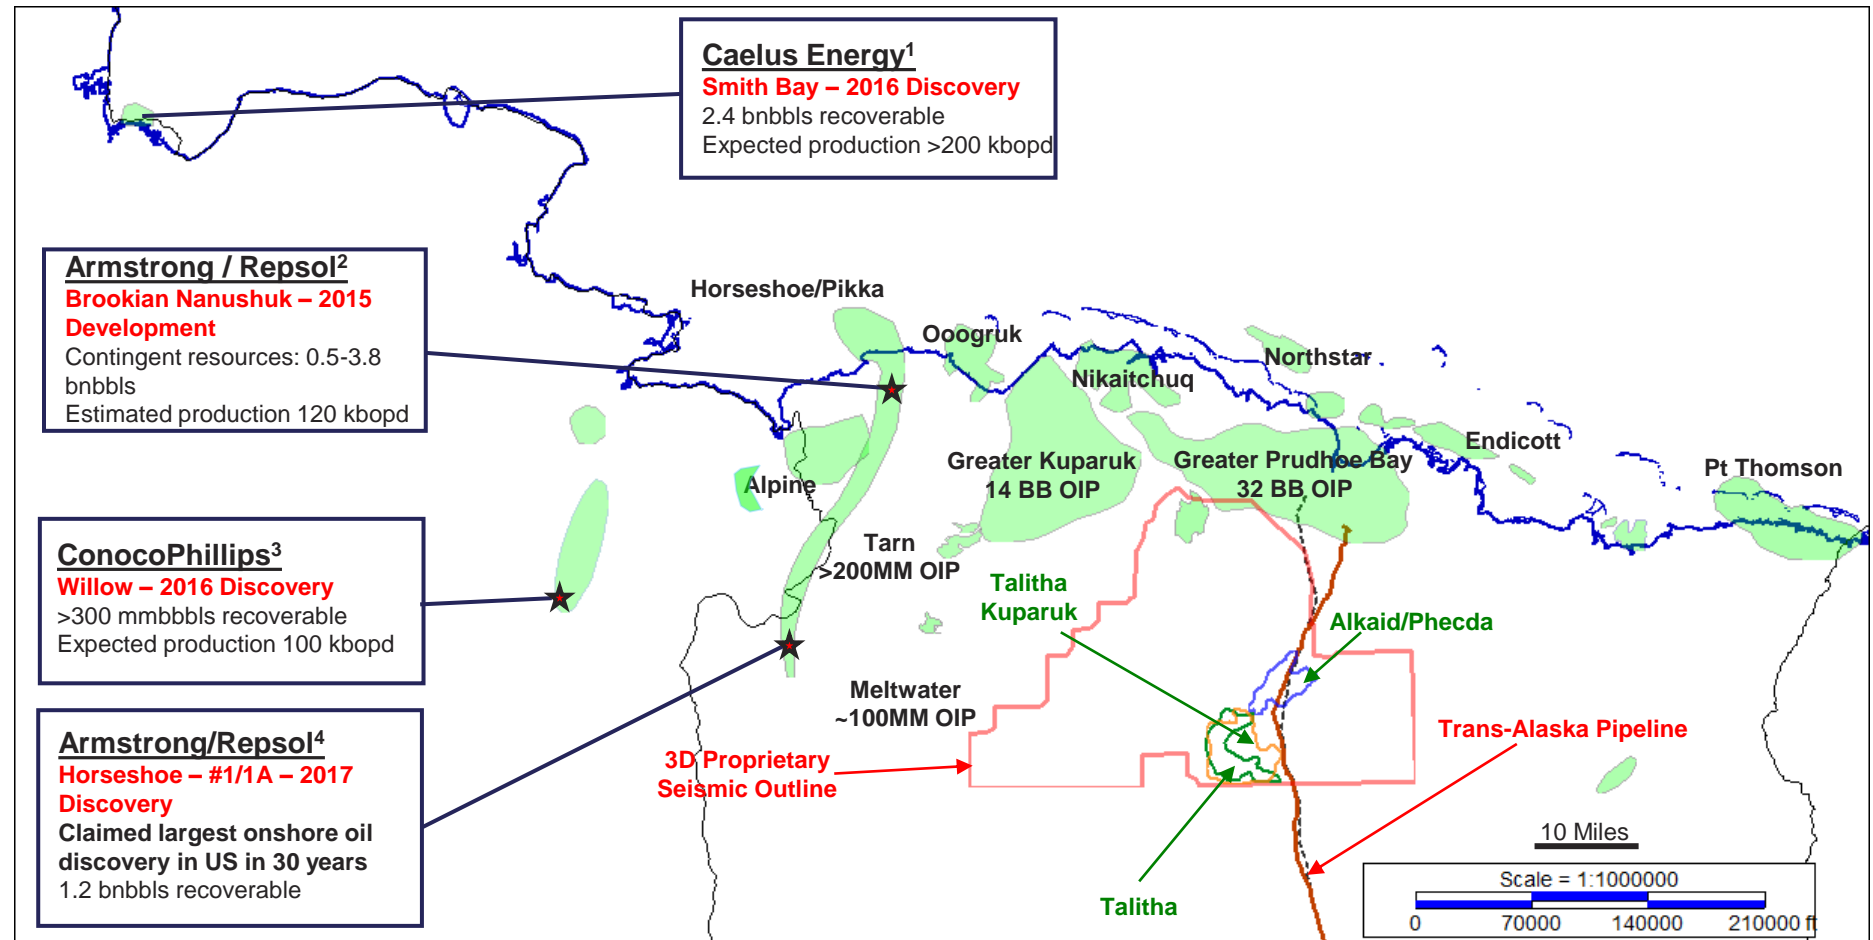 Caelus Energy1
Smith Bay – 2016 Discovery
2.4 bnbbls recoverable
Expected production >200 kbopd
Armstrong / Repsol2
Brookian Nanushuk – 2015
Development
Contingent resources: 0.5-3.8
bnbbls
Estimated production 120 kbopd
ConocoPhillips3
Willow – 2016 Discovery
>300 mmbbbls recoverable
Expected production 100 kbopd
Armstrong/Repsol4
Horseshoe – #1/1A – 2017
Discovery
Claimed largest onshore oil
discovery in US in 30 years
1.2 bnbbls recoverable
Horseshoe/Pikka
Ooogruk
Nikaitchuq
Northstar
Endicott
Pt Thomson
Alpine
Greater Kuparuk
14 BB OIP
Greater Prudhoe Bay
32 BB OIP
Tarn
>200MM OIP
Talitha
Kuparuk
Alkaid/Phecda
Meltwater
~100MM OIP
3D Proprietary
Seismic Outline
Trans-Alaska Pipeline
Talitha
10 Miles
Scale = 1:1000000
0 70000 140000 210000 ft